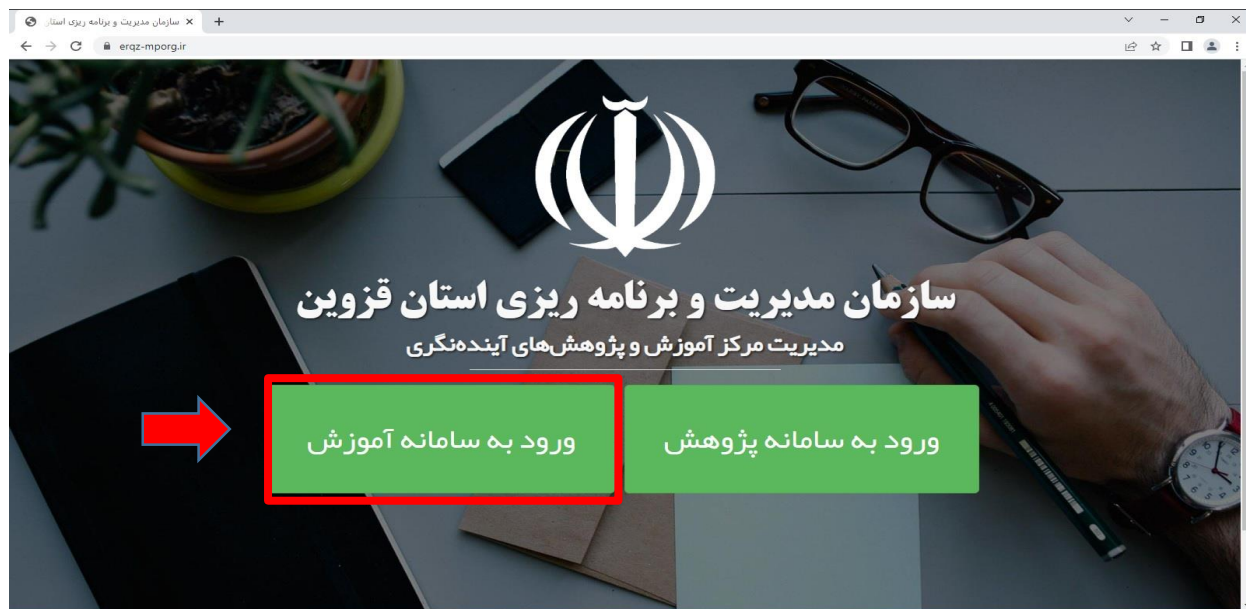 سازمان مدیریت و برنامه ریزی استان
erqz-mporg.ir
سازمان مدیریت و برنامه ریزی استان قزوین
مدیریت مرکز آموزش و پژوهش‌های آینده‌نگری
ورود به سامانه پژوهش
ورود به سامانه آموزش